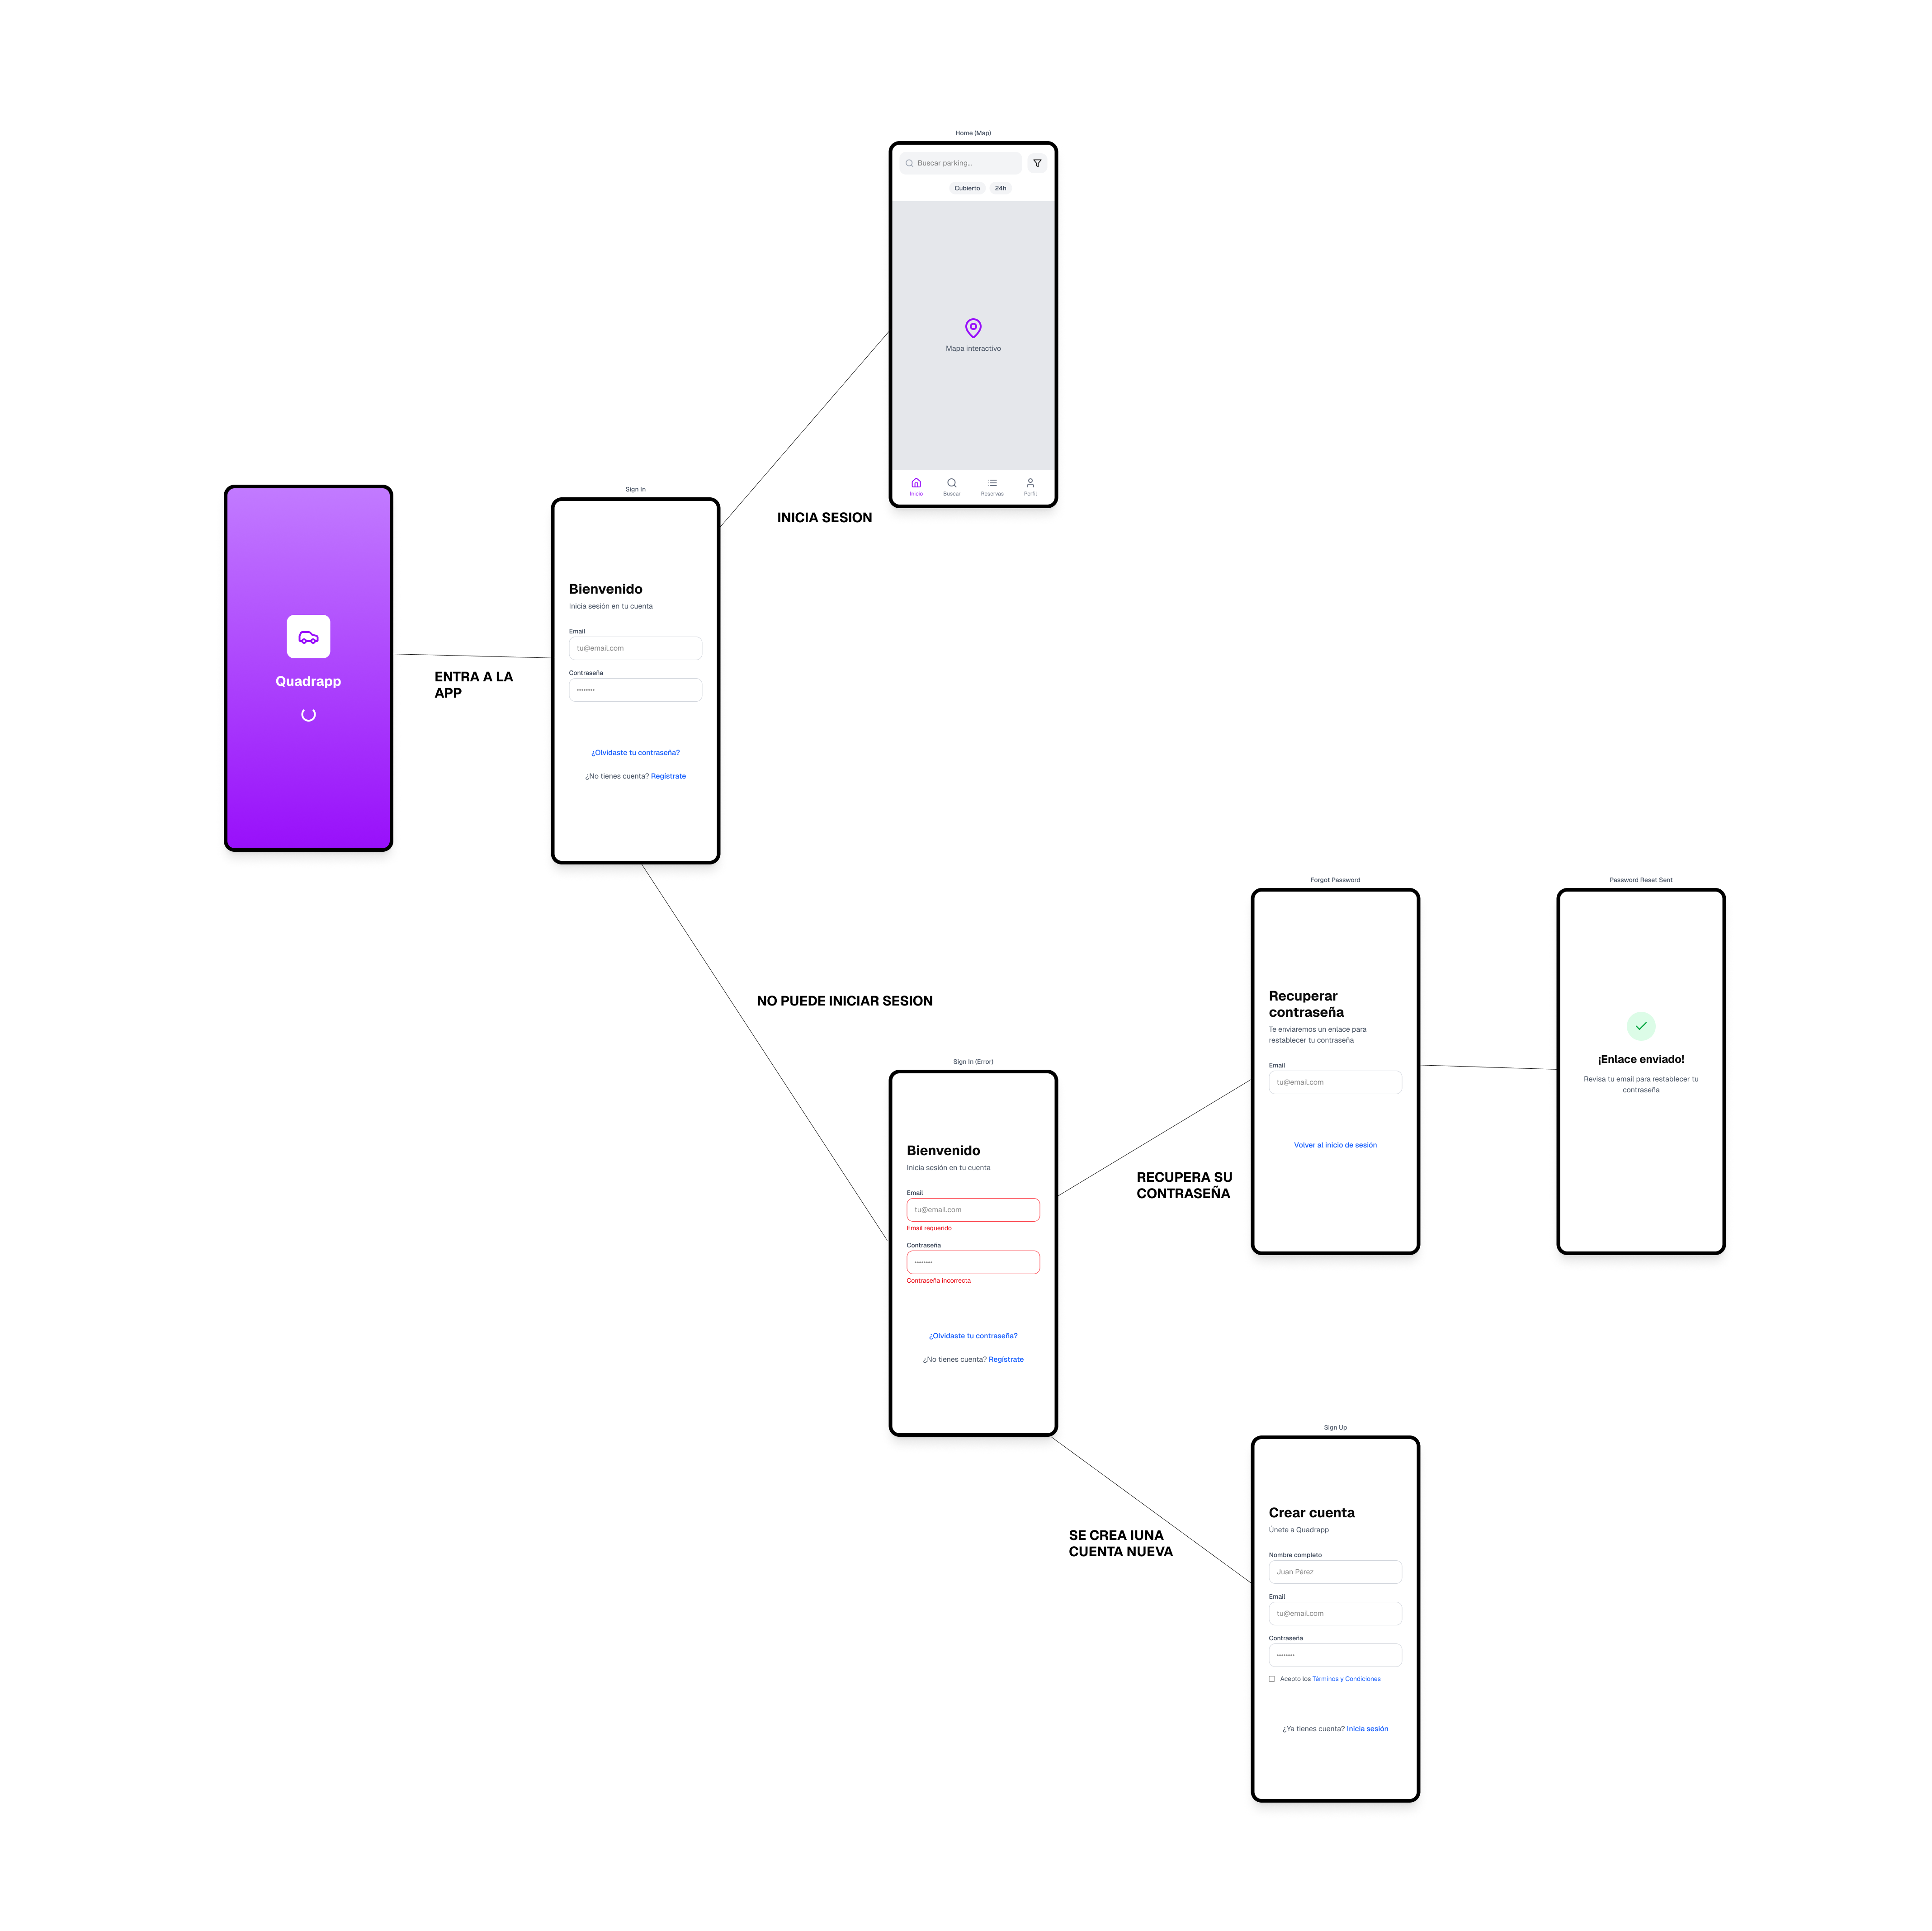 Home (Map)
Buscar parking...
Cubierto
24h
Mapa interactivo
Inicio
Buscar
Reservas
Perfil
Quadrapp
ENTRA A LA
APP
Sign In
Bienvenido
Inicia sesión en tu cuenta
Email
tu@email.com
Contraseña
••••••••
¿Olvidaste tu contraseña?
¿No tienes cuenta? Regístrate
INICIA SESION
NO PUEDE INICIAR SESION
Sign In (Error)
Bienvenido
Inicia sesión en tu cuenta
Email
tu@email.com
Email requerido
Contraseña
••••••••
Contraseña incorrecta
¿Olvidaste tu contraseña?
¿No tienes cuenta? Regístrate
RECUPERA SU
CONTRASEÑA
Forgot Password
Recuperar
contraseña
Te enviaremos un enlace para
restablecer tu contraseña
Email
tu@email.com
Volver al inicio de sesión
Password Reset Sent
¡Enlace enviado!
Revisa tu email para restablecer tu
contraseña
SE CREA IUNA
CUENTA NUEVA
Sign Up
Crear cuenta
Únete a Quadrapp
Nombre completo
Juan Pérez
Email
tu@email.com
Contraseña
••••••••
Acepto los Términos y Condiciones
¿Ya tienes cuenta? Inicia sesión